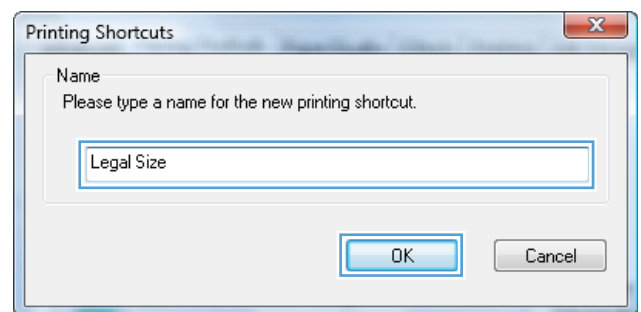 Printing Shortcuts
Name
Please type a name for the new printing shortcut.
Legal Size
OK
Cancel